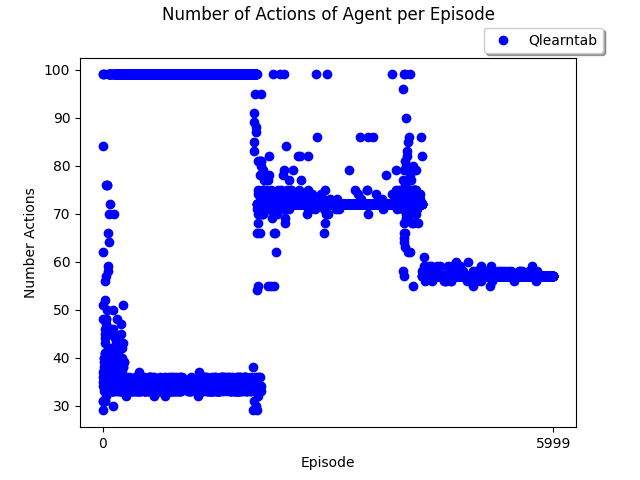 Number of Actions of Agent per Episode
Qlearntab
100
90
80
70
60
50
40
30
Number Actions
0
5999
Episode